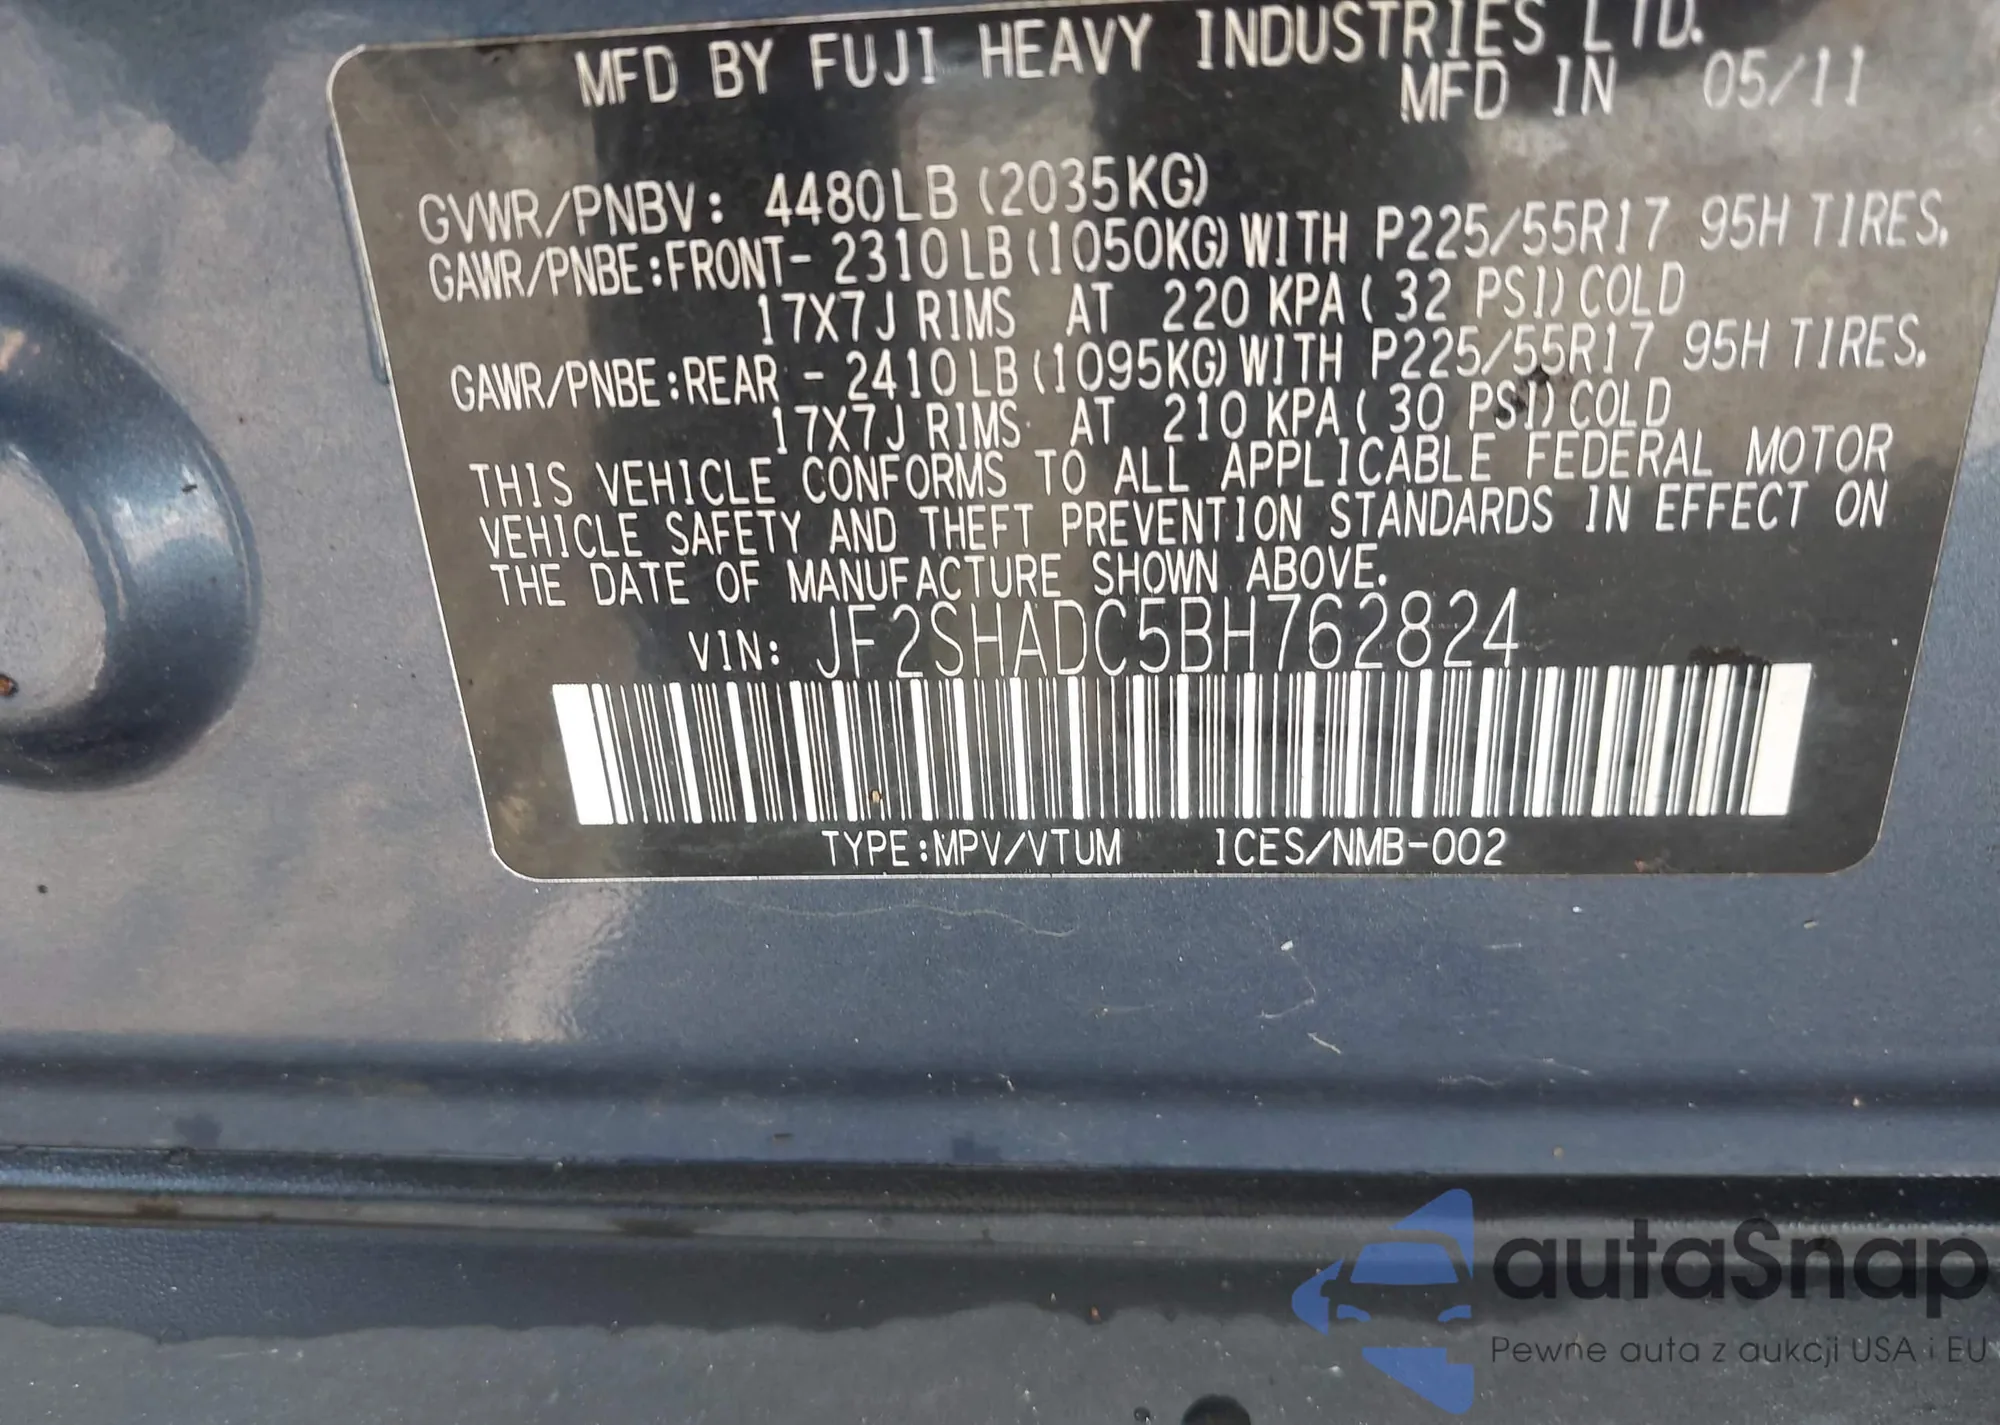 MFD BY FUJI HEAVY INDUSTRIES LTD.
MFD IN 05/11
GVWR/PNBV: 4480LB (2035KG)
GAWR/PNBE:FRONT- 2310LB (1050KG) WITH P225/55R17 95H TIRES,
17X7J RIMS AT 220 KPA ( 32 PSI) COLD
GAWR/PNBE:REAR - 2410LB (1095KG) WITH P225/55R17 95H TIRES,
17X7J RIMS AT 210 KPA ( 30 PSI) COLD
THIS VEHICLE CONFORMS TO ALL APPLICABLE FEDERAL MOTOR
VEHICLE SAFETY AND THEFT PREVENTION STANDARDS IN EFFECT ON
THE DATE OF MANUFACTURE SHOWN ABOVE.
VIN: JF2SHADC5BH762824
TYPE:MPV/VTUM ICES/NMB-002
autaSnap
Pewne auta z aukcji USA i EU